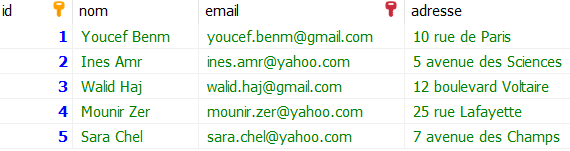 id nom email adresse
1 Youcef Benm youcef.benm@gmail.com 10 rue de Paris
2 Ines Amr ines.amr@yahoo.com 5 avenue des Sciences
3 Walid Haj walid.haj@gmail.com 12 boulevard Voltaire
4 Mounir Zer mounir.zer@yahoo.com 25 rue Lafayette
5 Sara Chel sara.chel@yahoo.com 7 avenue des Champs